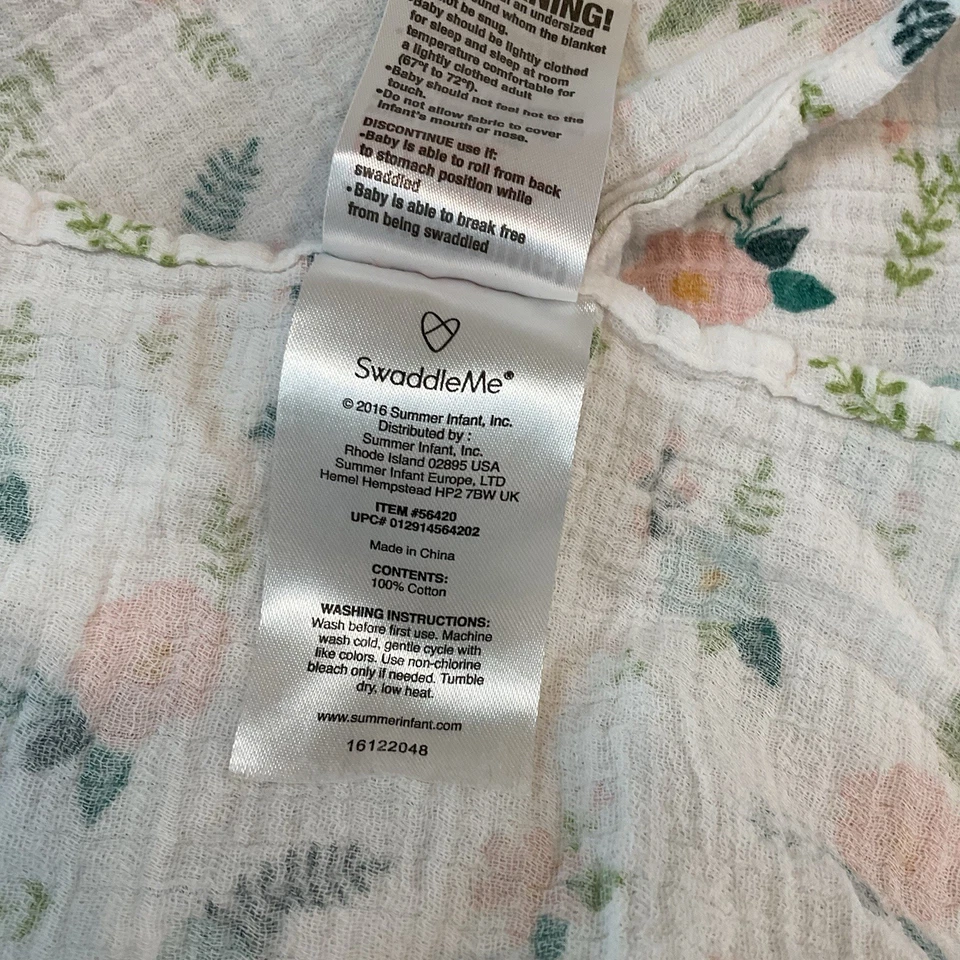 NING!
an undersized
und whom the blanket
not be snug.
•Baby should be lightly clothed
for sleep and sleep at room
temperature comfortable for
a lightly clothed adult
(67°f to 72°f).
•Baby should not feel hot to the
touch.
•Do not allow fabric to cover
infant's mouth or nose.
DISCONTINUE use if:
•Baby is able to roll from back
to stomach position while
swaddled
•Baby is able to break free
from being swaddled
SwaddleMe®
© 2016 Summer Infant, Inc.
Distributed by :
Summer Infant, Inc.
Rhode Island 02895 USA
Summer Infant Europe, LTD
Hemel Hempstead HP2 7BW UK
ITEM #56420
UPC# 012914564202
Made in China
CONTENTS:
100% Cotton
WASHING INSTRUCTIONS:
Wash before first use. Machine
wash cold, gentle cycle with
like colors. Use non-chlorine
bleach only if needed. Tumble
dry, low heat.
www.summerinfant.com
16122048